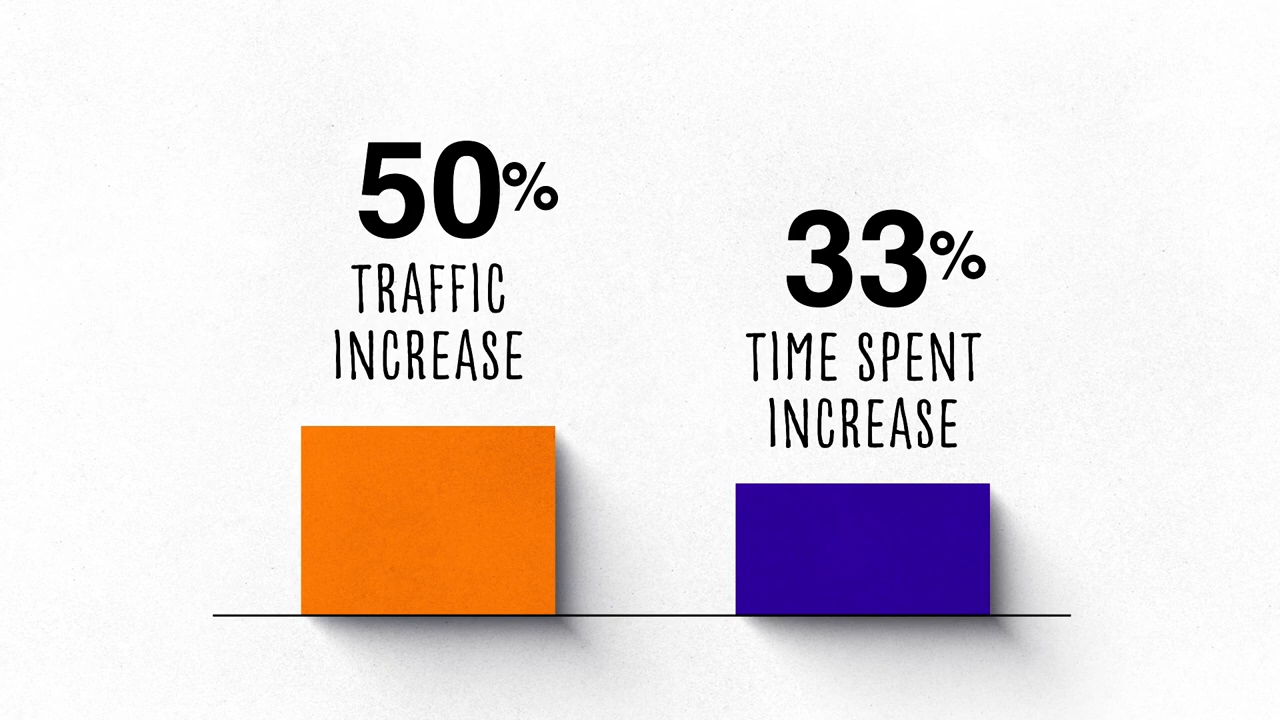 50%
TRAFFIC
INCREASE
33%
TIME SPENT
INCREASE